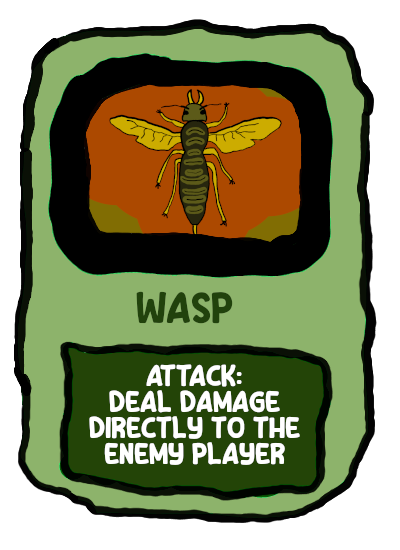 WASP
ATTACK:
DEAL DAMAGE
DIRECTLY TO THE
ENEMY PLAYER